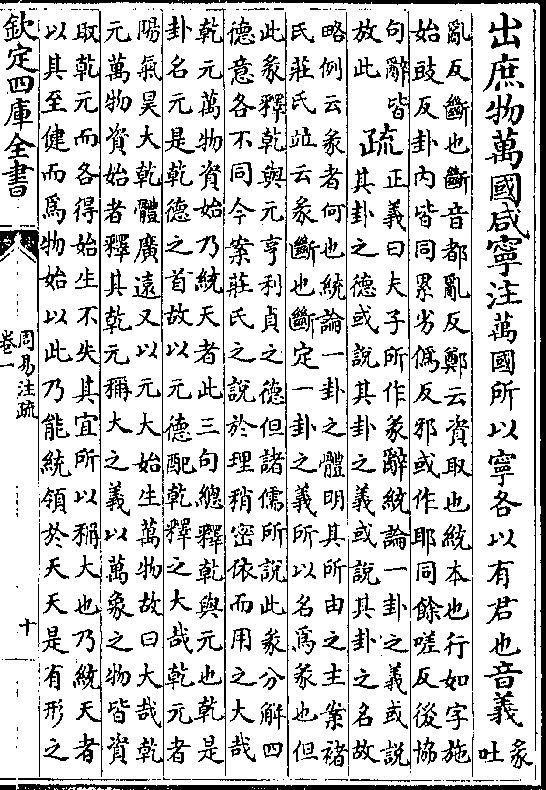 出庶物萬國咸寧注萬國所以寧各以有君也音義彖吐
亂反斷也斷音都亂反鄭云資取也統本也行如字施
始豉反卦內皆同累劣僞反邪或作耶同餘嗟反後協
句辭皆
放此
疏正義曰夫子所作彖辭統論一卦之義或說
其卦之德或說其卦之義或說其卦之名故
略例云彖者何也統論一卦之體明其所由之主案褚
氏莊氏並云彖斷也斷定一卦之義所以名爲彖也但
此彖釋乾與元亨利貞之德但諸儒所說此彖分解四
德意各不同今案莊氏之說於理稍密依而用之大哉
乾元萬物資始乃統天者此三句總釋乾與元也乾是
卦名元是乾德之首故以元德配乾釋之大哉乾元者
陽氣昊大乾體廣遠又以元大始生萬物故曰大哉乾
元萬物資始者釋其乾元稱大之義以萬象之物皆資
取乾元而各得始生不失其宜所以稱大也乃統天者
以其至健而爲物始以此乃能統領於天天是有形之
欽定四庫全書
周易注疏
卷一
十